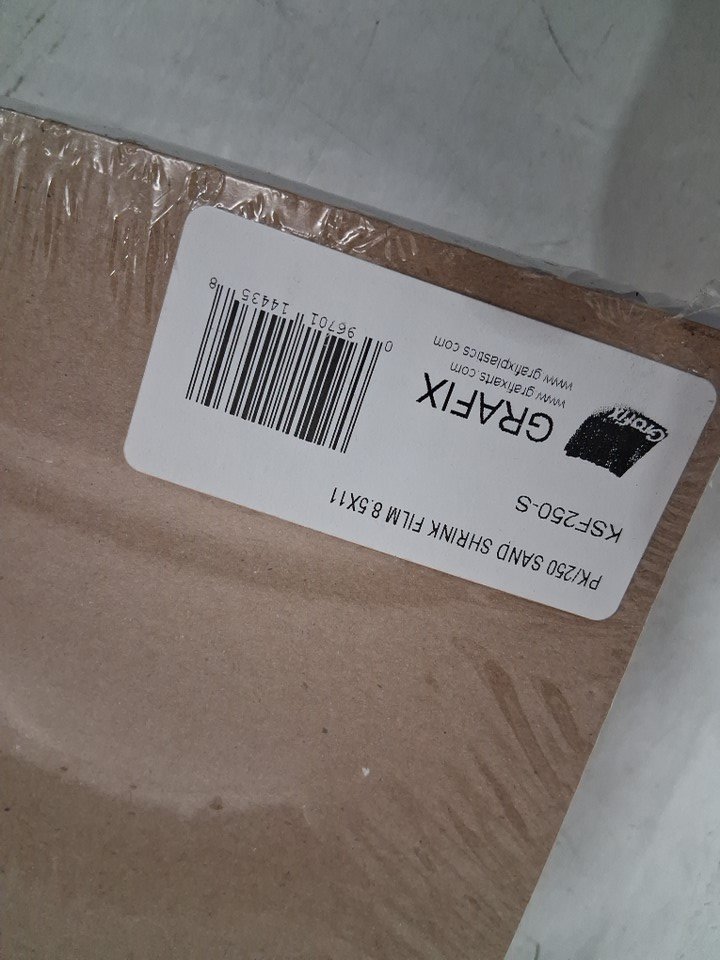 PK/250 SAND SHRINK FILM 8.5X11
KSF250-S
Grafix
GRAFIX
www.grafixarts.com
www.grafixplastics.com
0 96701 14435 8